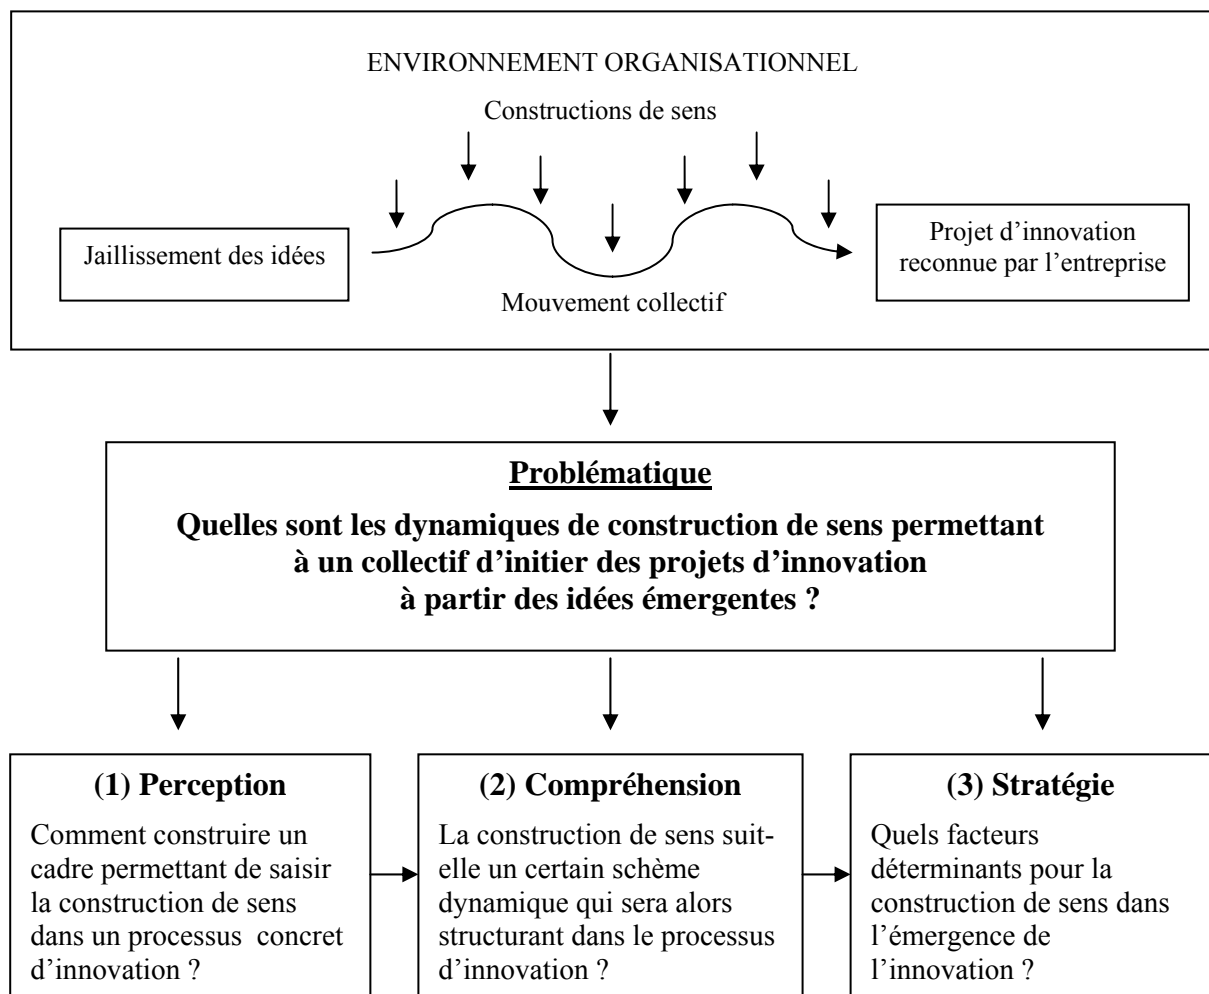 ENVIRONNEMENT ORGANISATIONNEL
Constructions de sens
Jaillissement des idées
Projet d’innovation
reconnue par l’entreprise
Mouvement collectif
Problématique
Quelles sont les dynamiques de construction de sens permettant
à un collectif d’initier des projets d’innovation
à partir des idées émergentes ?
(1) Perception
Comment construire un
cadre permettant de saisir
la construction de sens
dans un processus concret
d’innovation ?
(2) Compréhension
La construction de sens suit-
elle un certain schème
dynamique qui sera alors
structurant dans le processus
d’innovation ?
(3) Stratégie
Quels facteurs
déterminants pour la
construction de sens dans
l’émergence de
l’innovation ?